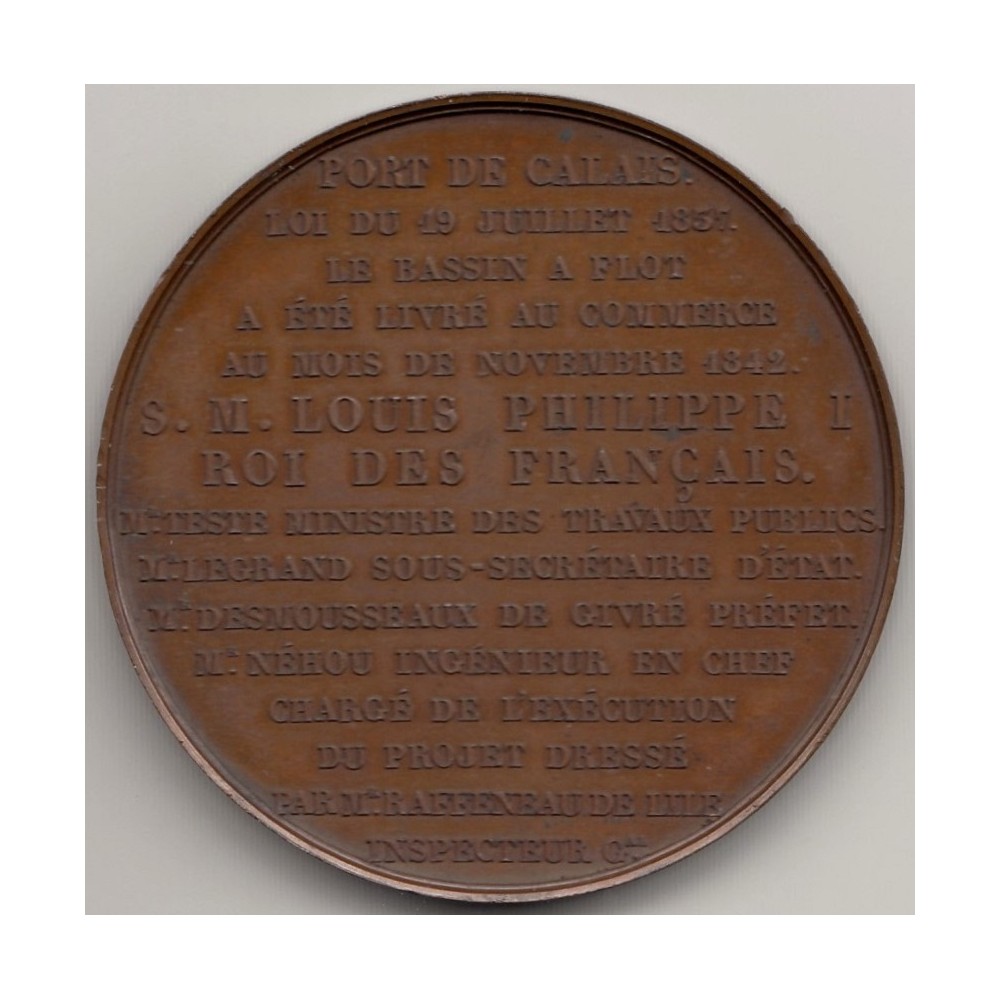 PORT DE CALAIS.
LOI DU 19 JUILLET 1837.
LE BASSIN A FLOT
A ÉTÉ LIVRÉ AU COMMERCE
AU MOIS DE NOVEMBRE 1842.
S. M. LOUIS PHILIPPE I
ROI DES FRANÇAIS.
Mr. TESTE MINISTRE DES TRAVAUX PUBLICS.
Mr. LEGRAND SOUS-SECRÉTAIRE D'ÉTAT.
Mr. DESMOUSSEAUX DE GIVRÉ PRÉFET.
Mr. NÉHOU INGÉNIEUR EN CHEF
CHARGÉ DE L'EXÉCUTION
DU PROJET DRESSÉ
PAR Mr. RAFFENEAU DE LILE
INSPECTEUR Gal.